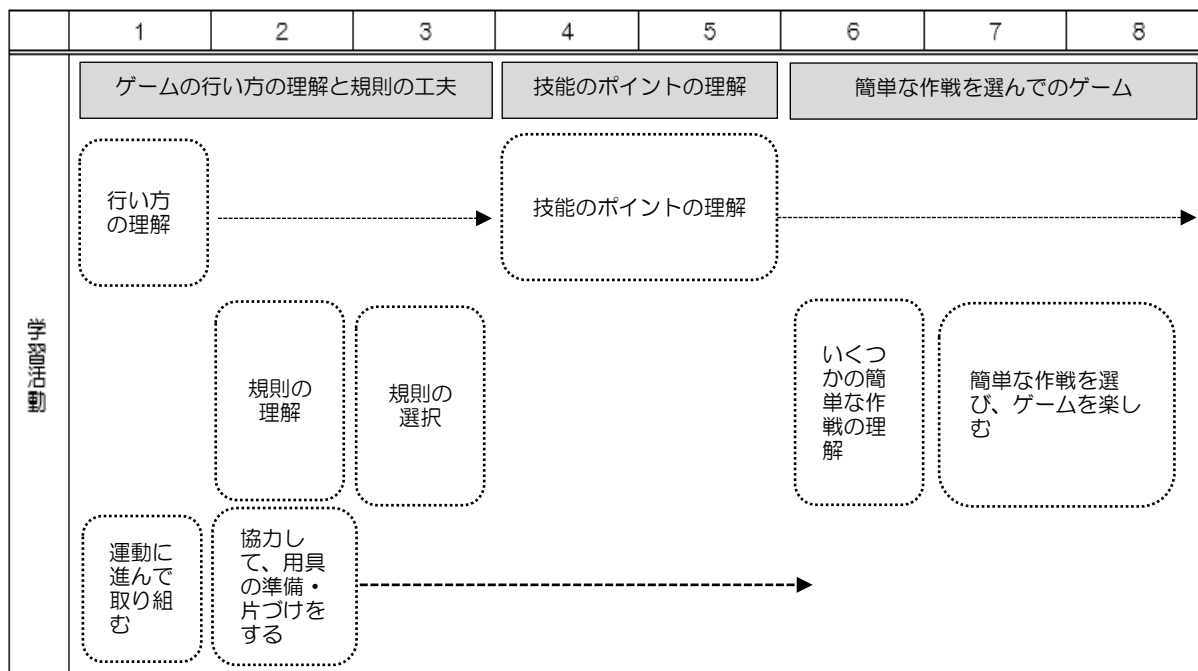 1 2 3 4 5 6 7 8
ゲームの行い方の理解と規則の工夫
技能のポイントの理解
簡単な作戦を選んでのゲーム
学習活動
行い方
の理解
技能のポイントの理解
規則の
理解
規則の
選択
いくつ
かの簡
単な作
戦の理
解
簡単な作戦を選
び、ゲームを楽し
む
運動に
進んで
取り組
む
協力し
て、用具
の準備・
片づけを
する